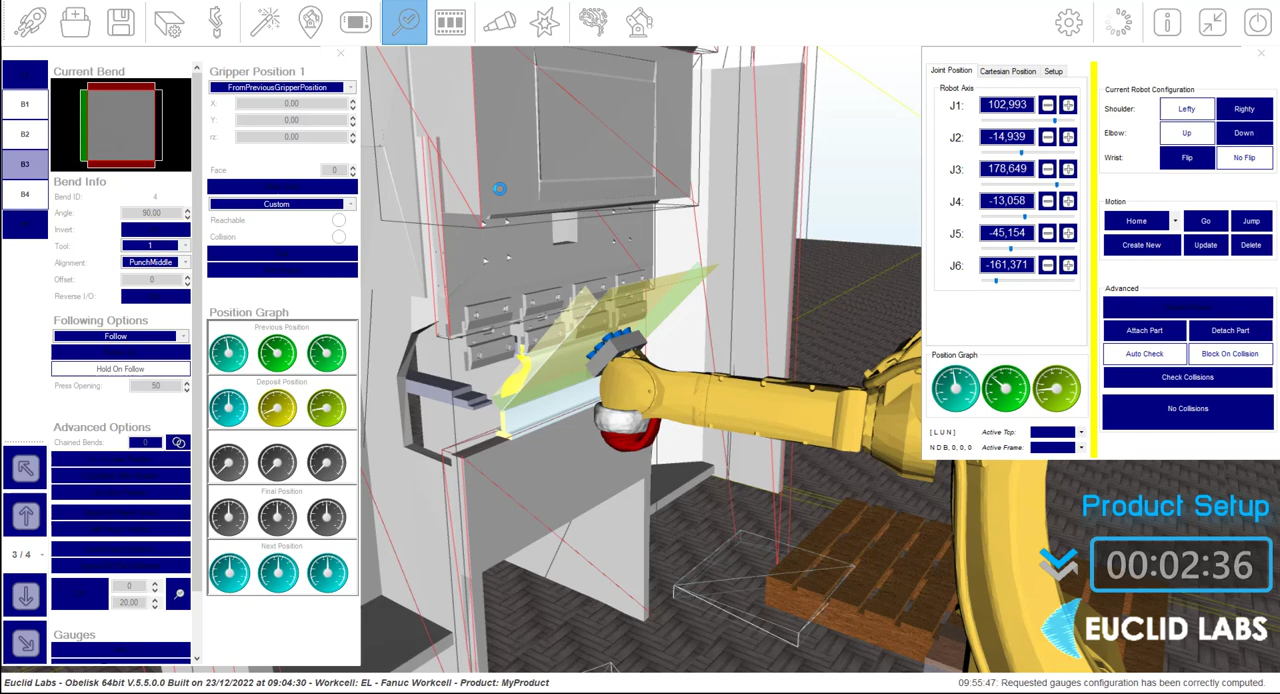 B1
B2
B3
B4
3 / 4
Current Bend
Bend Info
Bend ID: 4
Angle: 90.00
Invert:
Tool: 1
Alignment: PunchMiddle
Offset: 0
Reverse I/O:
Following Options
Follow
Hold On Follow
Press Opening: 50
Advanced Options
Chained Bends: 0
0
20.00
Gauges
Gripper Position 1
FromPreviousGripperPosition
X: 0.00
Y: 0.00
rz: 0.00
Face: 0
Custom
Reachable
Collision
Position Graph
Previous Position
Deposit Position
Final Position
Next Position
Joint Position Cartesian Position Setup
Robot Axis
J1: 102,993
J2: -14,939
J3: 178,649
J4: -13,058
J5: -45,154
J6: -161,371
Position Graph
[ L U N ] Active Tcp:
N D B, 0, 0, 0 Active Frame:
Current Robot Configuration
Shoulder: Lefty Righty
Elbow: Up Down
Wrist: Flip No Flip
Motion
Home Go Jump
Create New Update Delete
Advanced
Attach Part Detach Part
Auto Check Block On Collision
Check Collisions
No Collisions
Product Setup
00:02:36
EUCLID LABS
Euclid Labs - Obelisk 64bit V.5.5.0.0 Built on 23/12/2022 at 09:04:30 - Workcell: EL - Fanuc Workcell - Product: MyProduct
09:55:47: Requested gauges configuration has been correctly computed.